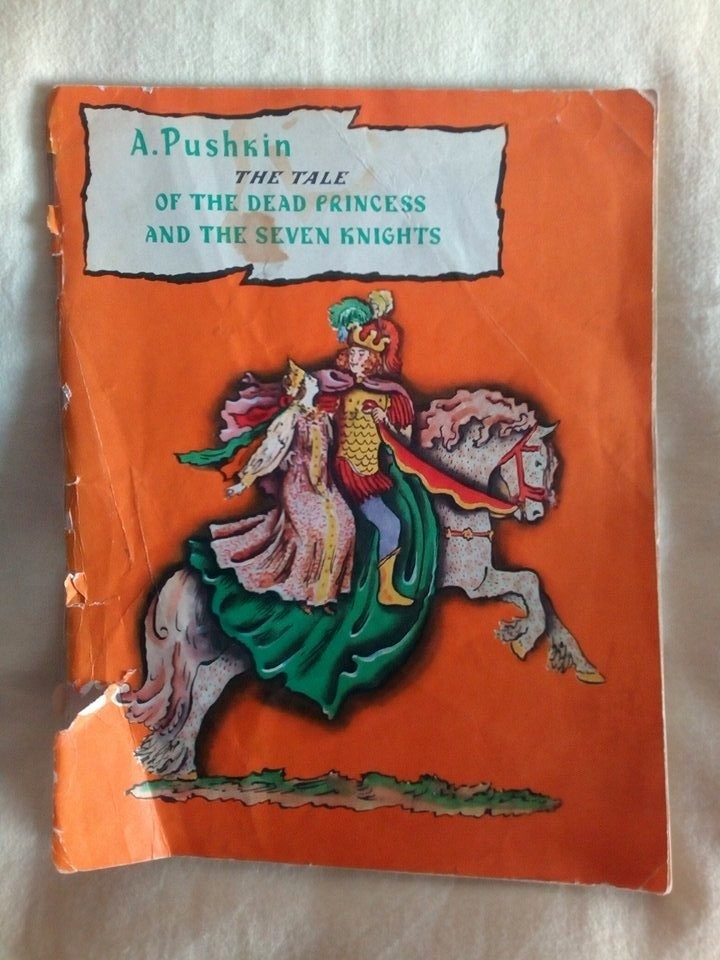 A.Pushkin
THE TALE
OF THE DEAD PRINCESS
AND THE SEVEN KNIGHTS